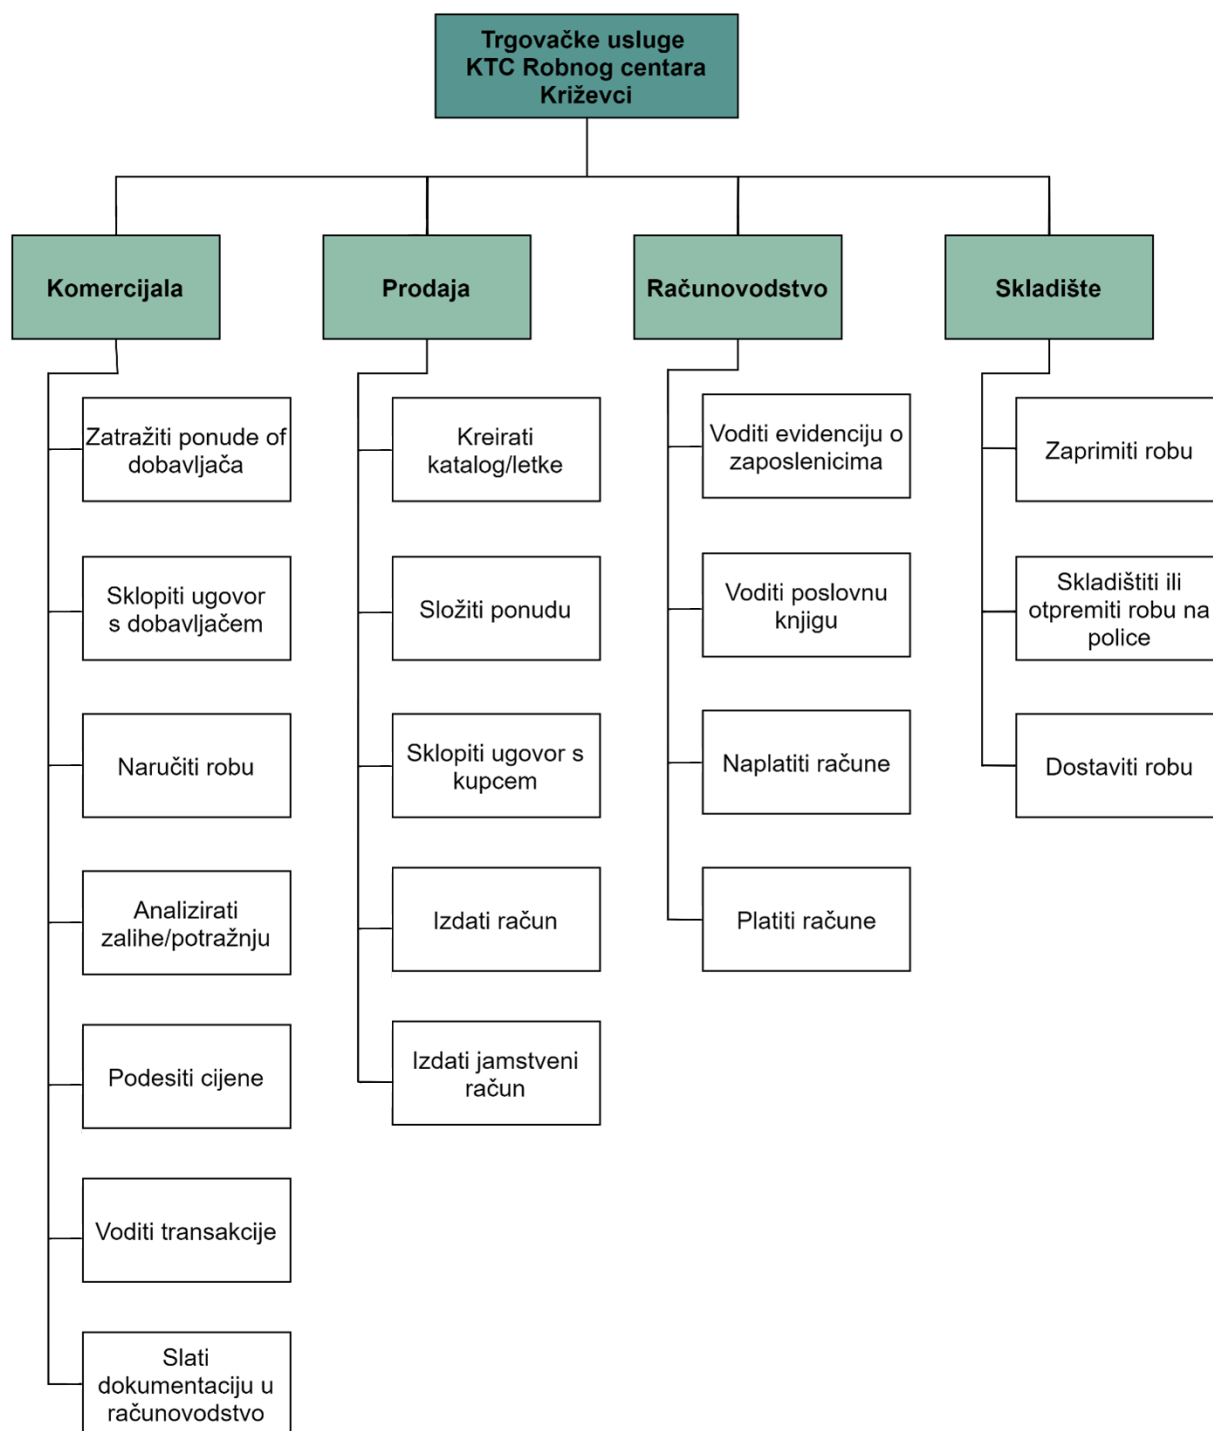 Trgovačke usluge
KTC Robnog centara
Križevci
Komercijala
Prodaja
Računovodstvo
Skladište
Zatražiti ponude of
dobavljača
Sklopiti ugovor
s dobavljačem
Naručiti robu
Analizirati
zalihe/potražnju
Podesiti cijene
Voditi transakcije
Slati
dokumentaciju u
računovodstvo
Kreirati
katalog/letke
Složiti ponudu
Sklopiti ugovor s
kupcem
Izdati račun
Izdati jamstveni
račun
Voditi evidenciju o
zaposlenicima
Voditi poslovnu
knjigu
Naplatiti račune
Platiti račune
Zaprimiti robu
Skladištiti ili
otpremiti robu na
police
Dostaviti robu